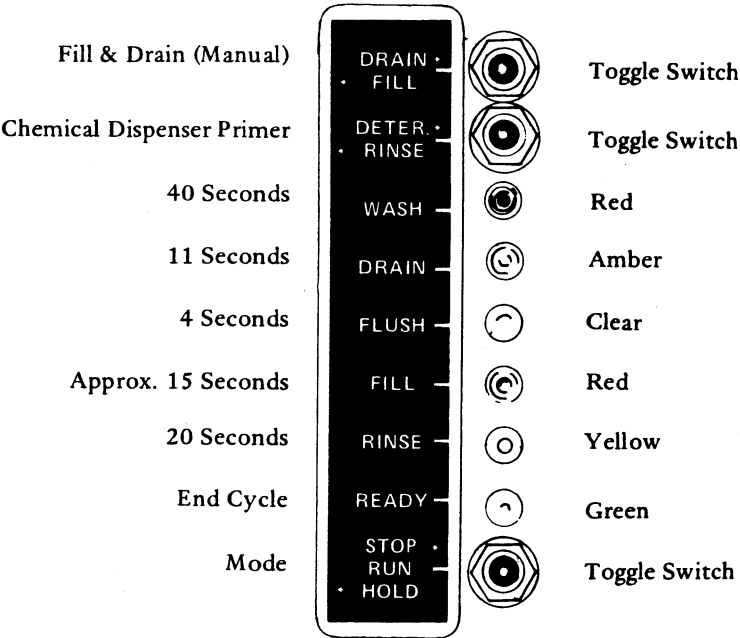 Fill & Drain (Manual)
DRAIN
FILL
Toggle Switch
Chemical Dispenser Primer
DETER.
RINSE
Toggle Switch
40 Seconds
WASH
Red
11 Seconds
DRAIN
Amber
4 Seconds
FLUSH
Clear
Approx. 15 Seconds
FILL
Red
20 Seconds
RINSE
Yellow
End Cycle
READY
Green
Mode
STOP
RUN
HOLD
Toggle Switch